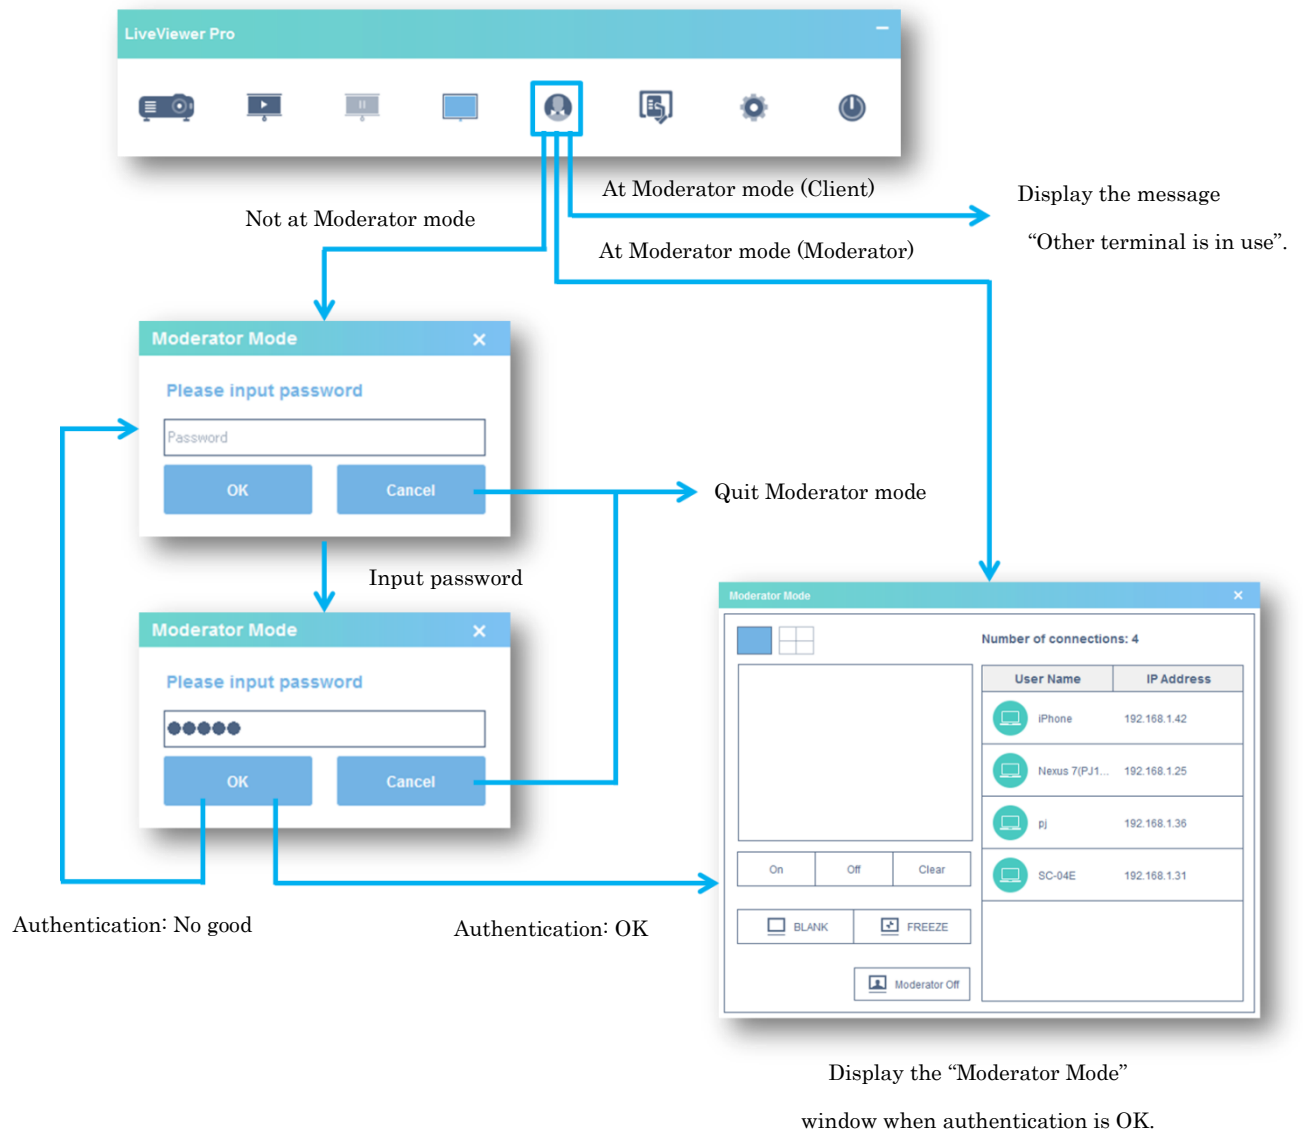 LiveViewer Pro
At Moderator mode (Client)
Display the message
“Other terminal is in use”.
Not at Moderator mode
At Moderator mode (Moderator)
Moderator Mode
Please input password
Password
OK
Cancel
Quit Moderator mode
Input password
Moderator Mode
Please input password
OK
Cancel
Authentication: No good
Authentication: OK
Moderator Mode
Number of connections: 4
User Name
IP Address
iPhone
192.168.1.42
Nexus 7(PJ1...
192.168.1.25
pj
192.168.1.36
SC-04E
192.168.1.31
On
Off
Clear
BLANK
FREEZE
Moderator Off
Display the “Moderator Mode”
window when authentication is OK.